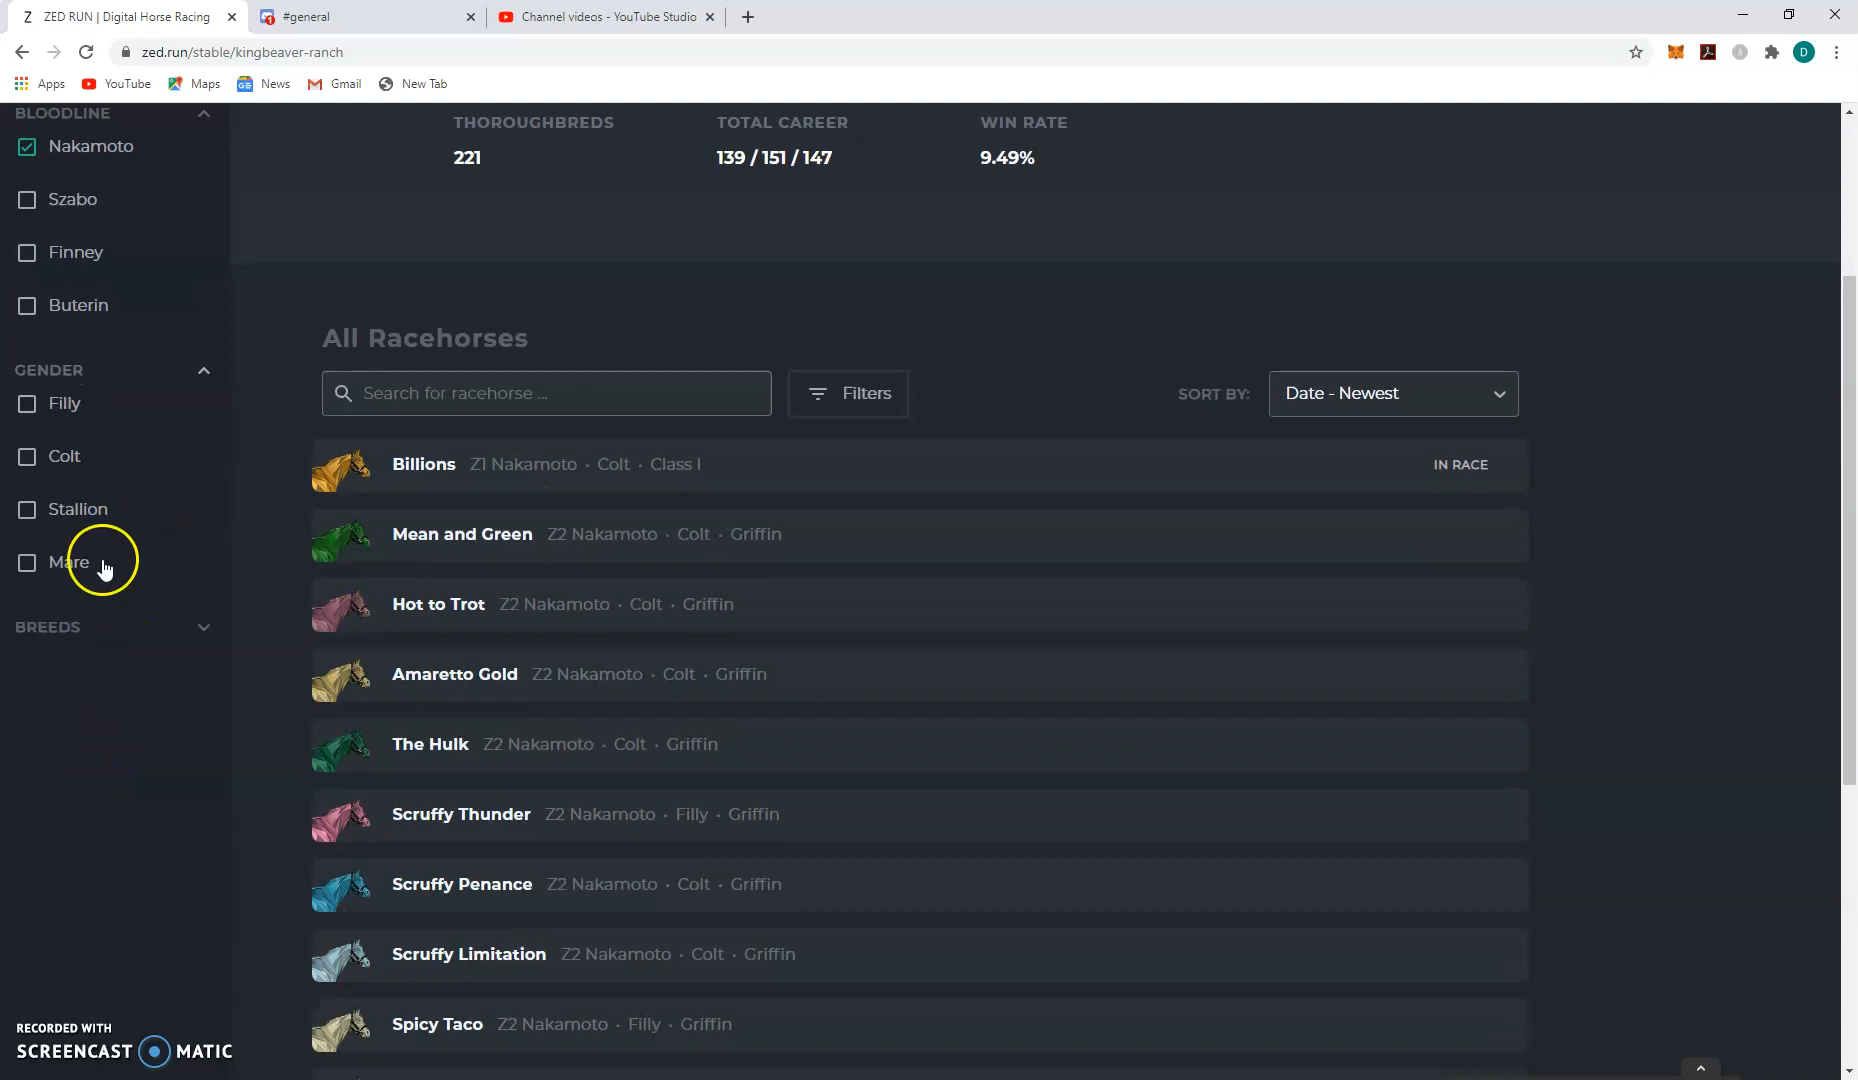 ZED RUN | Digital Horse Racing
#general
Channel videos - YouTube Studio
zed.run/stable/kingbeaver-ranch
D
Apps
YouTube
Maps
News
Gmail
New Tab
BLOODLINE
Nakamoto
Szabo
Finney
Buterin
GENDER
Filly
Colt
Stallion
Mare
BREEDS
THOROUGHBREDS
221
TOTAL CAREER
139 / 151 / 147
WIN RATE
9.49%
All Racehorses
Search for racehorse ...
Filters
SORT BY:
Date - Newest
Billions Z1 Nakamoto · Colt · Class I IN RACE
Mean and Green Z2 Nakamoto · Colt · Griffin
Hot to Trot Z2 Nakamoto · Colt · Griffin
Amaretto Gold Z2 Nakamoto · Colt · Griffin
The Hulk Z2 Nakamoto · Colt · Griffin
Scruffy Thunder Z2 Nakamoto · Filly · Griffin
Scruffy Penance Z2 Nakamoto · Colt · Griffin
Scruffy Limitation Z2 Nakamoto · Colt · Griffin
Spicy Taco Z2 Nakamoto · Filly · Griffin
RECORDED WITH
SCREENCAST MATIC